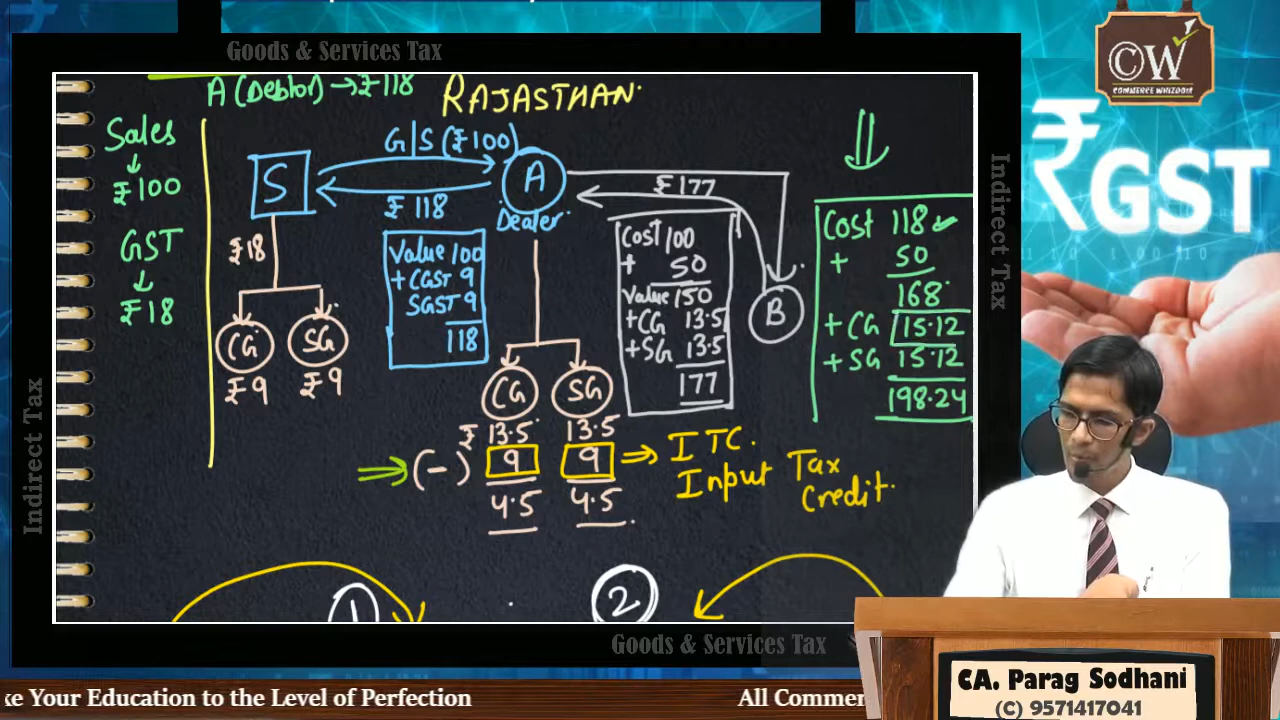 Goods & Services Tax
CW
COMMERCE WHIZDOM
₹GST
A (Debtor) → ₹118
RAJASTHAN
Sales
↓
₹100
GST
↓
₹18
S
G/S (₹100)
₹118
A
Dealer
₹177
B
₹18
CG
SG
₹9
₹9
Value 100
+ CGST 9
SGST 9
118
Cost 100
+ 50
Value 150
+CG 13.5
+SG 13.5
177
Cost 118
+ 50
168
+CG 15.12
+SG 15.12
198.24
CG
SG
₹ 13.5
13.5
⇒ (-) 9
9 ⇒ ITC.
Input Tax
Credit.
4.5
4.5
1
2
Indirect Tax
Indirect Tax
Goods & Services Tax
CA. Parag Sodhani
(C) 9571417041
ke Your Education to the Level of Perfection
All Commer